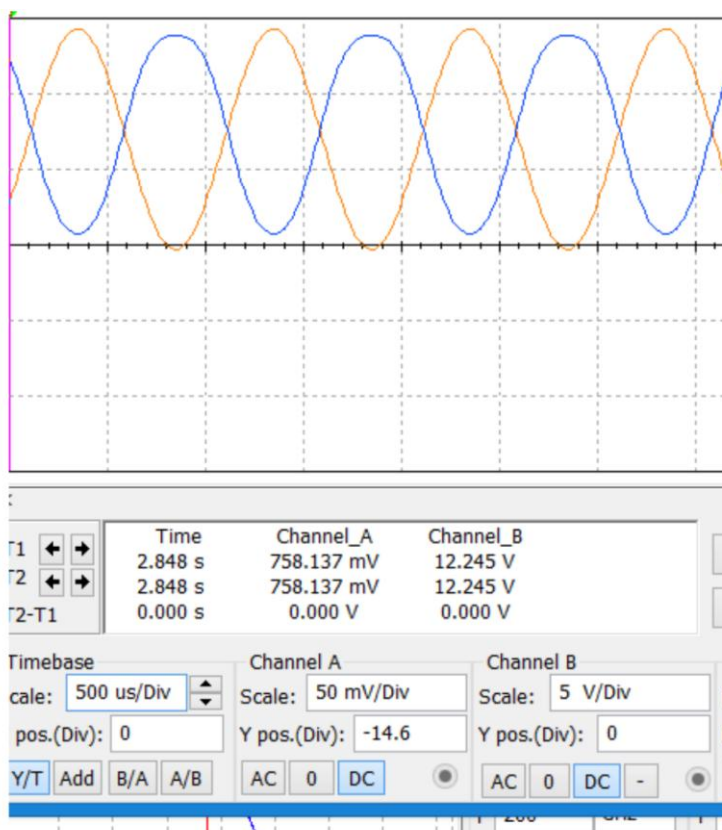 Time Channel_A Channel_B
T1 2.848 s 758.137 mV 12.245 V
T2 2.848 s 758.137 mV 12.245 V
T2-T1 0.000 s 0.000 V 0.000 V
Timebase Channel A Channel B
cale: 500 us/Div Scale: 50 mV/Div Scale: 5 V/Div
pos.(Div): 0 Y pos.(Div): -14.6 Y pos.(Div): 0
Y/T Add B/A A/B AC 0 DC AC 0 DC -